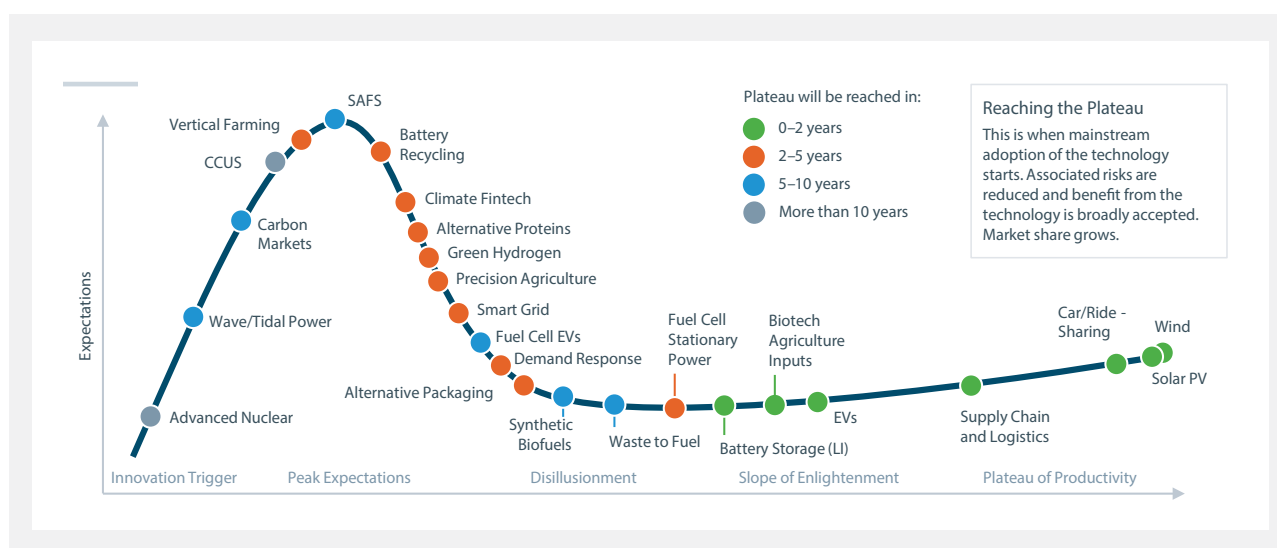 SAFS
Vertical Farming
CCUS
Battery
Recycling
Climate Fintech
Carbon
Markets
Alternative Proteins
Green Hydrogen
Precision Agriculture
Smart Grid
Wave/Tidal Power
Fuel Cell EVs
Demand Response
Alternative Packaging
Advanced Nuclear
Synthetic
Biofuels
Waste to Fuel
Fuel Cell
Stationary
Power
Battery Storage (LI)
Biotech
Agriculture
Inputs
EVs
Supply Chain
and Logistics
Car/Ride -
Sharing
Wind
Solar PV
Plateau will be reached in:
0–2 years
2–5 years
5–10 years
More than 10 years
Reaching the Plateau
This is when mainstream
adoption of the technology
starts. Associated risks are
reduced and benefit from the
technology is broadly accepted.
Market share grows.
Expectations
Innovation Trigger
Peak Expectations
Disillusionment
Slope of Enlightenment
Plateau of Productivity